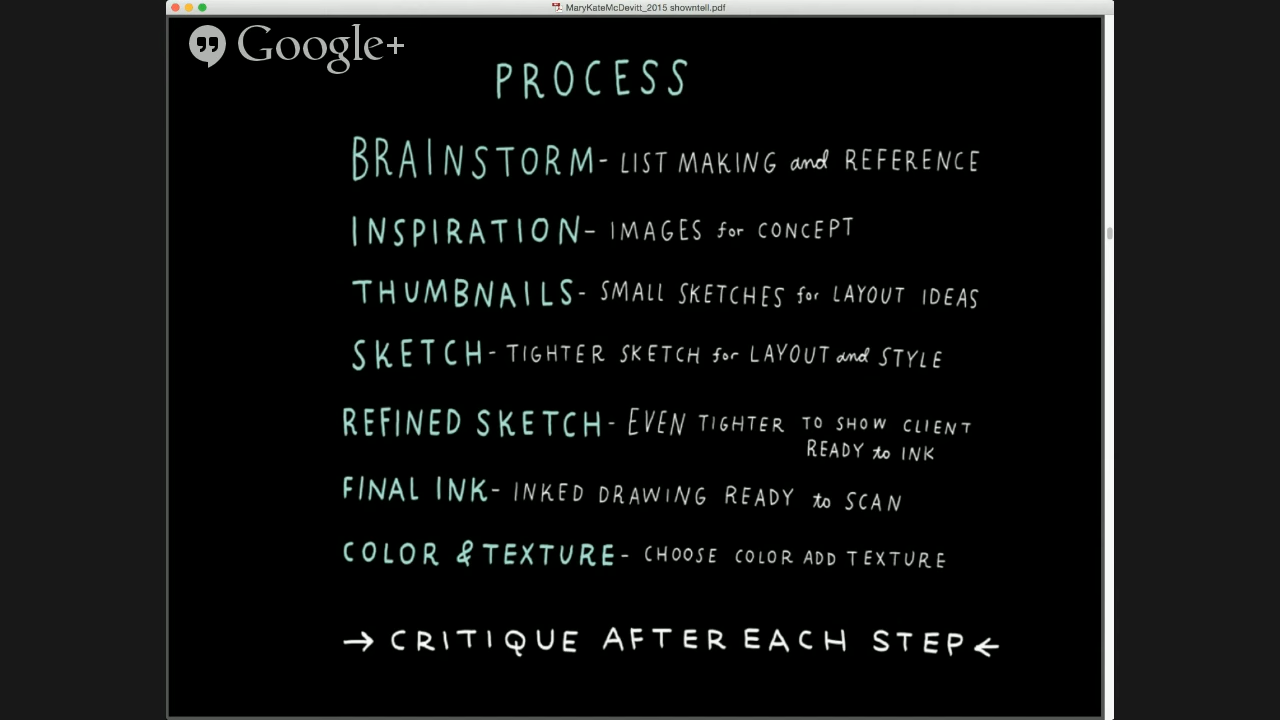 MaryKateMcDevitt_2015 showntell.pdf
Google+
PROCESS
BRAINSTORM- LIST MAKING and REFERENCE
INSPIRATION- IMAGES for CONCEPT
THUMBNAILS- SMALL SKETCHES for LAYOUT IDEAS
SKETCH- TIGHTER SKETCH for LAYOUT and STYLE
REFINED SKETCH- EVEN TIGHTER TO SHOW CLIENT
READY to INK
FINAL INK- INKED DRAWING READY to SCAN
COLOR & TEXTURE- CHOOSE COLOR ADD TEXTURE
→ CRITIQUE AFTER EACH STEP ←